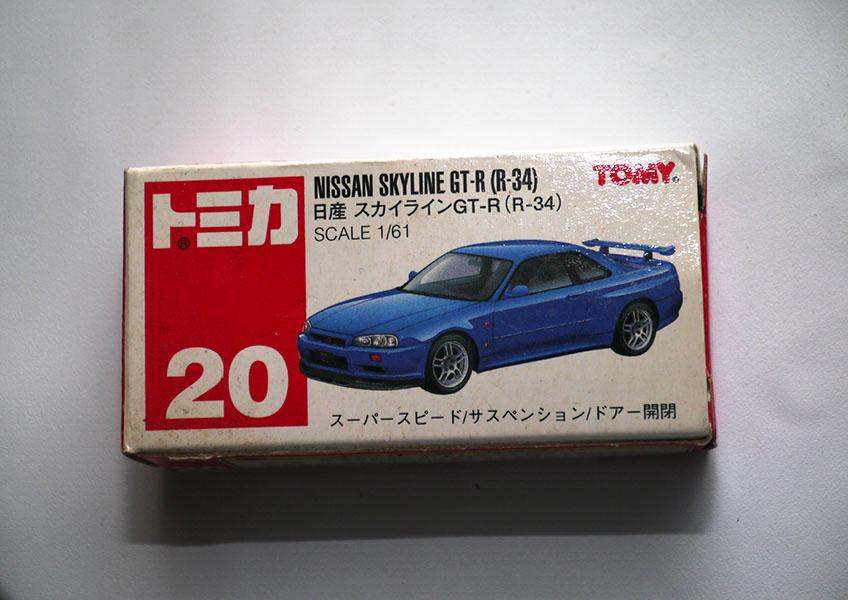 トミカ®
20
NISSAN SKYLINE GT-R (R-34)
日産 スカイラインGT-R(R-34)
SCALE 1/61
TOMY®
スーパースピード/サスペンション/ドアー開閉